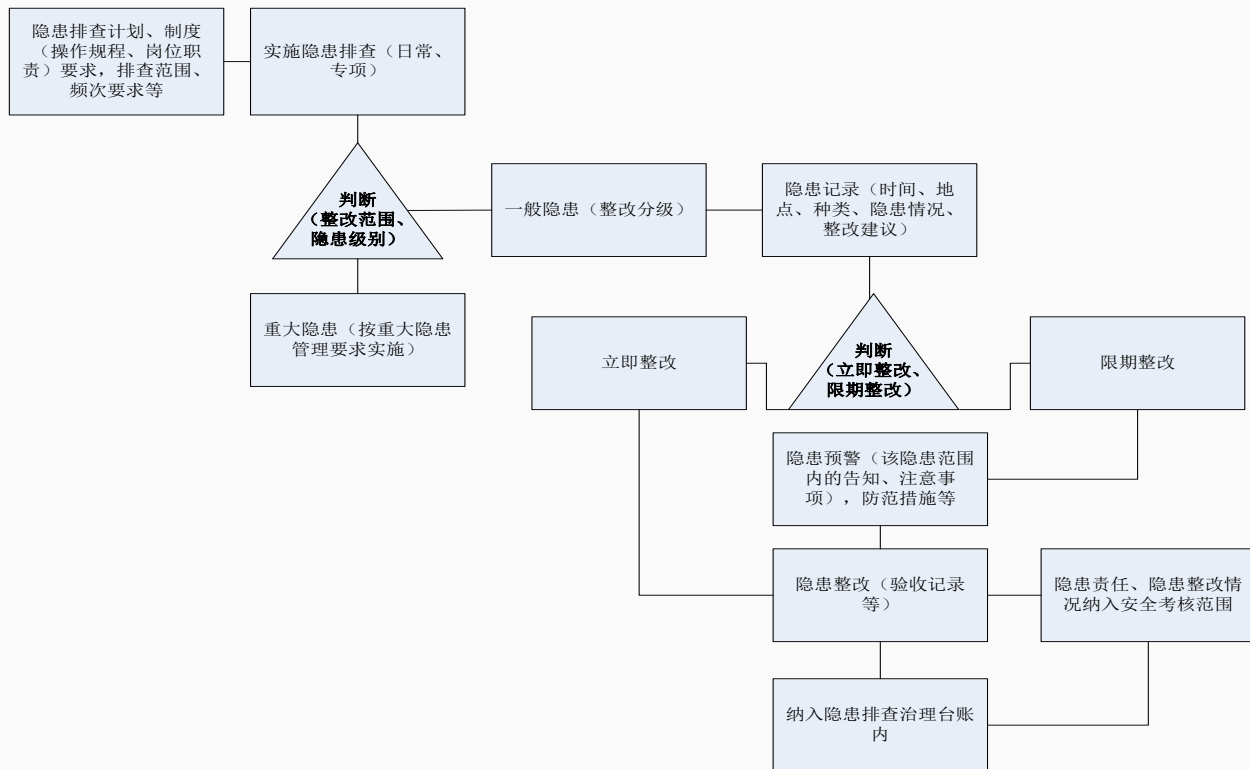 隐患排查计划、制度
（操作规程、岗位职
责）要求，排查范围、
频次要求等
实施隐患排查（日常、
专项）
判断
（整改范围、
隐患级别）
一般隐患（整改分级）
隐患记录（时间、地
点、种类、隐患情况、
整改建议）
重大隐患（按重大隐患
管理要求实施）
立即整改
判断
（立即整改、
限期整改）
限期整改
隐患预警（该隐患范围
内的告知、注意事
项），防范措施等
隐患整改（验收记录
等）
隐患责任、隐患整改情
况纳入安全考核范围
纳入隐患排查治理台账
内